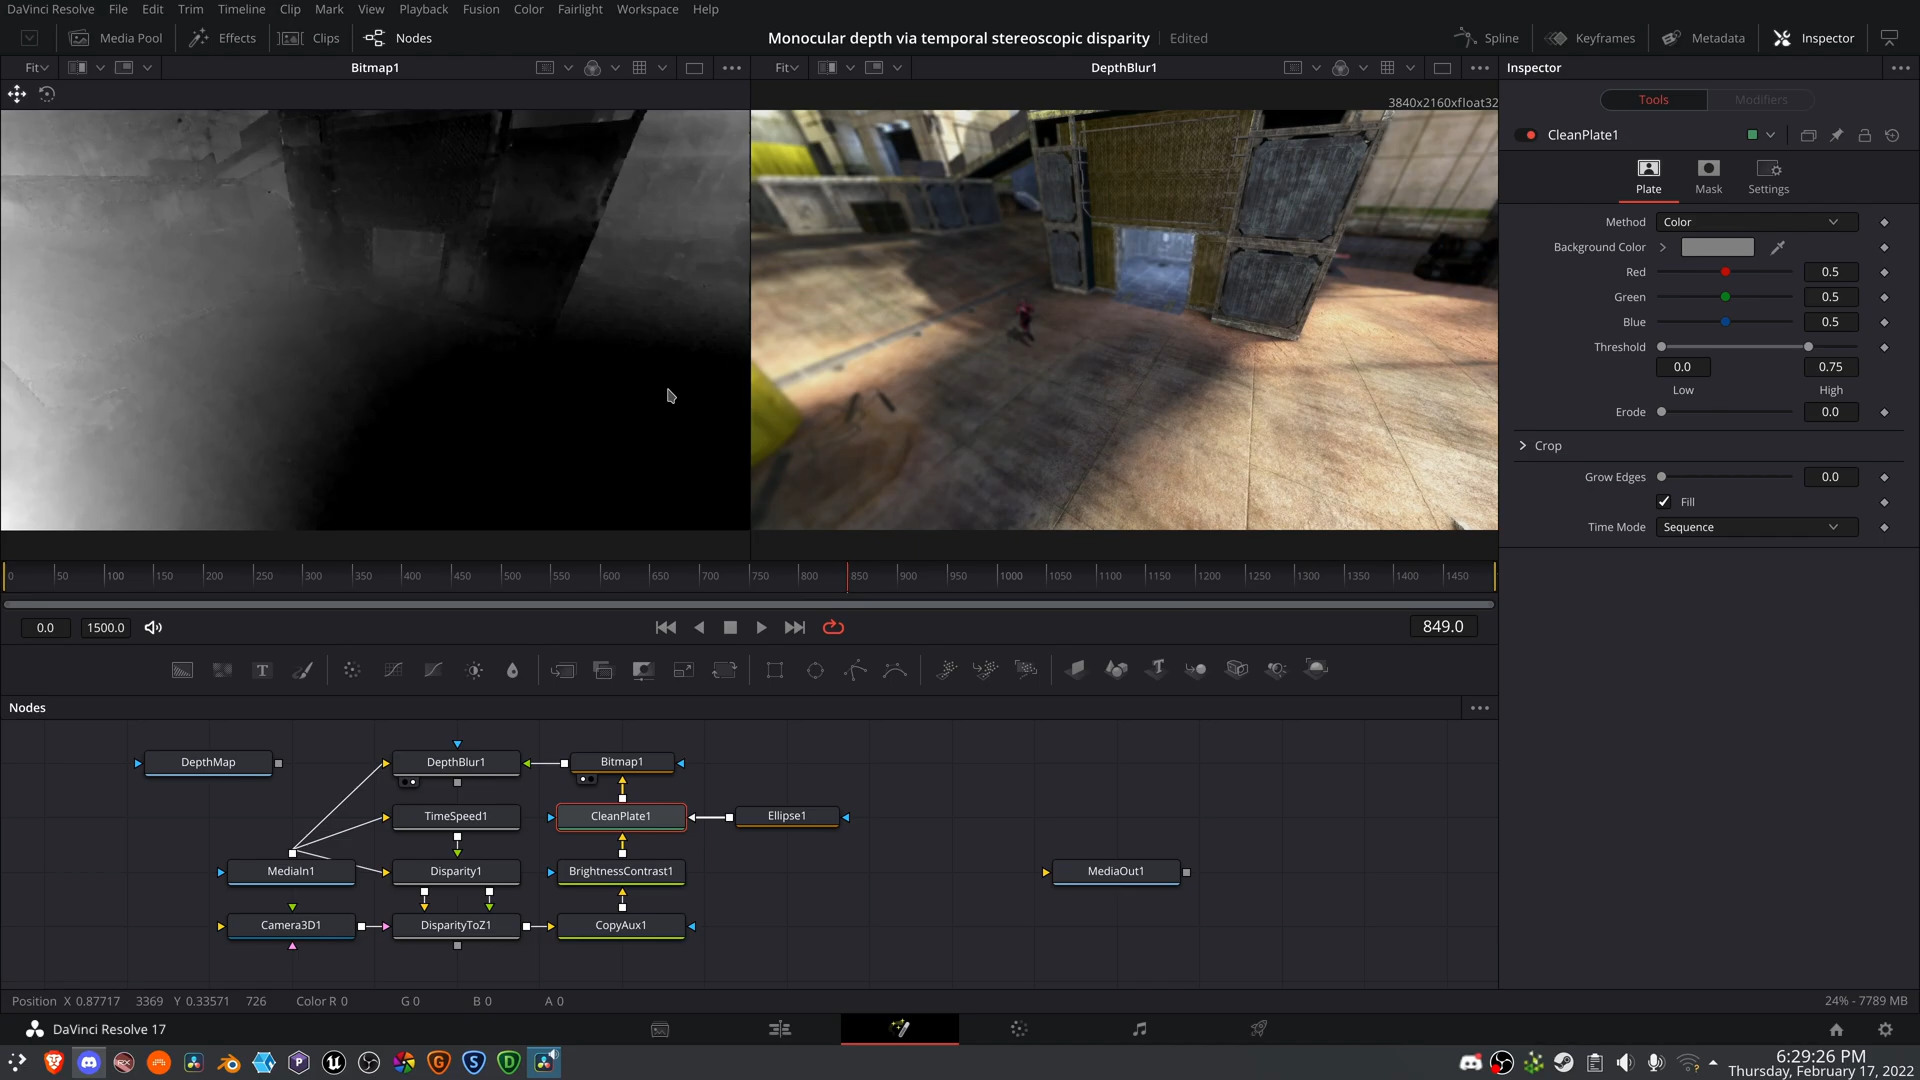 DaVinci Resolve File Edit Trim Timeline Clip Mark View Playback Fusion Color Fairlight Workspace Help
Media Pool Effects Clips Nodes Monocular depth via temporal stereoscopic disparity Edited Spline Keyframes Metadata Inspector
Fit Bitmap1 Fit DepthBlur1 Inspector
3840x2160xfloat32
Tools Modifiers
CleanPlate1
Plate Mask Settings
Method Color
Background Color
Red 0.5
Green 0.5
Blue 0.5
Threshold
0.0 0.75
Low High
Erode 0.0
Crop
Grow Edges 0.0
Fill
Time Mode Sequence
0 50 100 150 200 250 300 350 400 450 500 550 600 650 700 750 800 850 900 950 1000 1050 1100 1150 1200 1250 1300 1350 1400 1450
0.0 1500.0 849.0
Nodes
DepthMap DepthBlur1 Bitmap1
TimeSpeed1 CleanPlate1 Ellipse1
MediaIn1 Disparity1 BrightnessContrast1 MediaOut1
Camera3D1 DisparityToZ1 CopyAux1
Position X 0.87717 3369 Y 0.33571 726 Color R 0 G 0 B 0 A 0 24% - 7789 MB
DaVinci Resolve 17
6:29:26 PM
Thursday, February 17, 2022